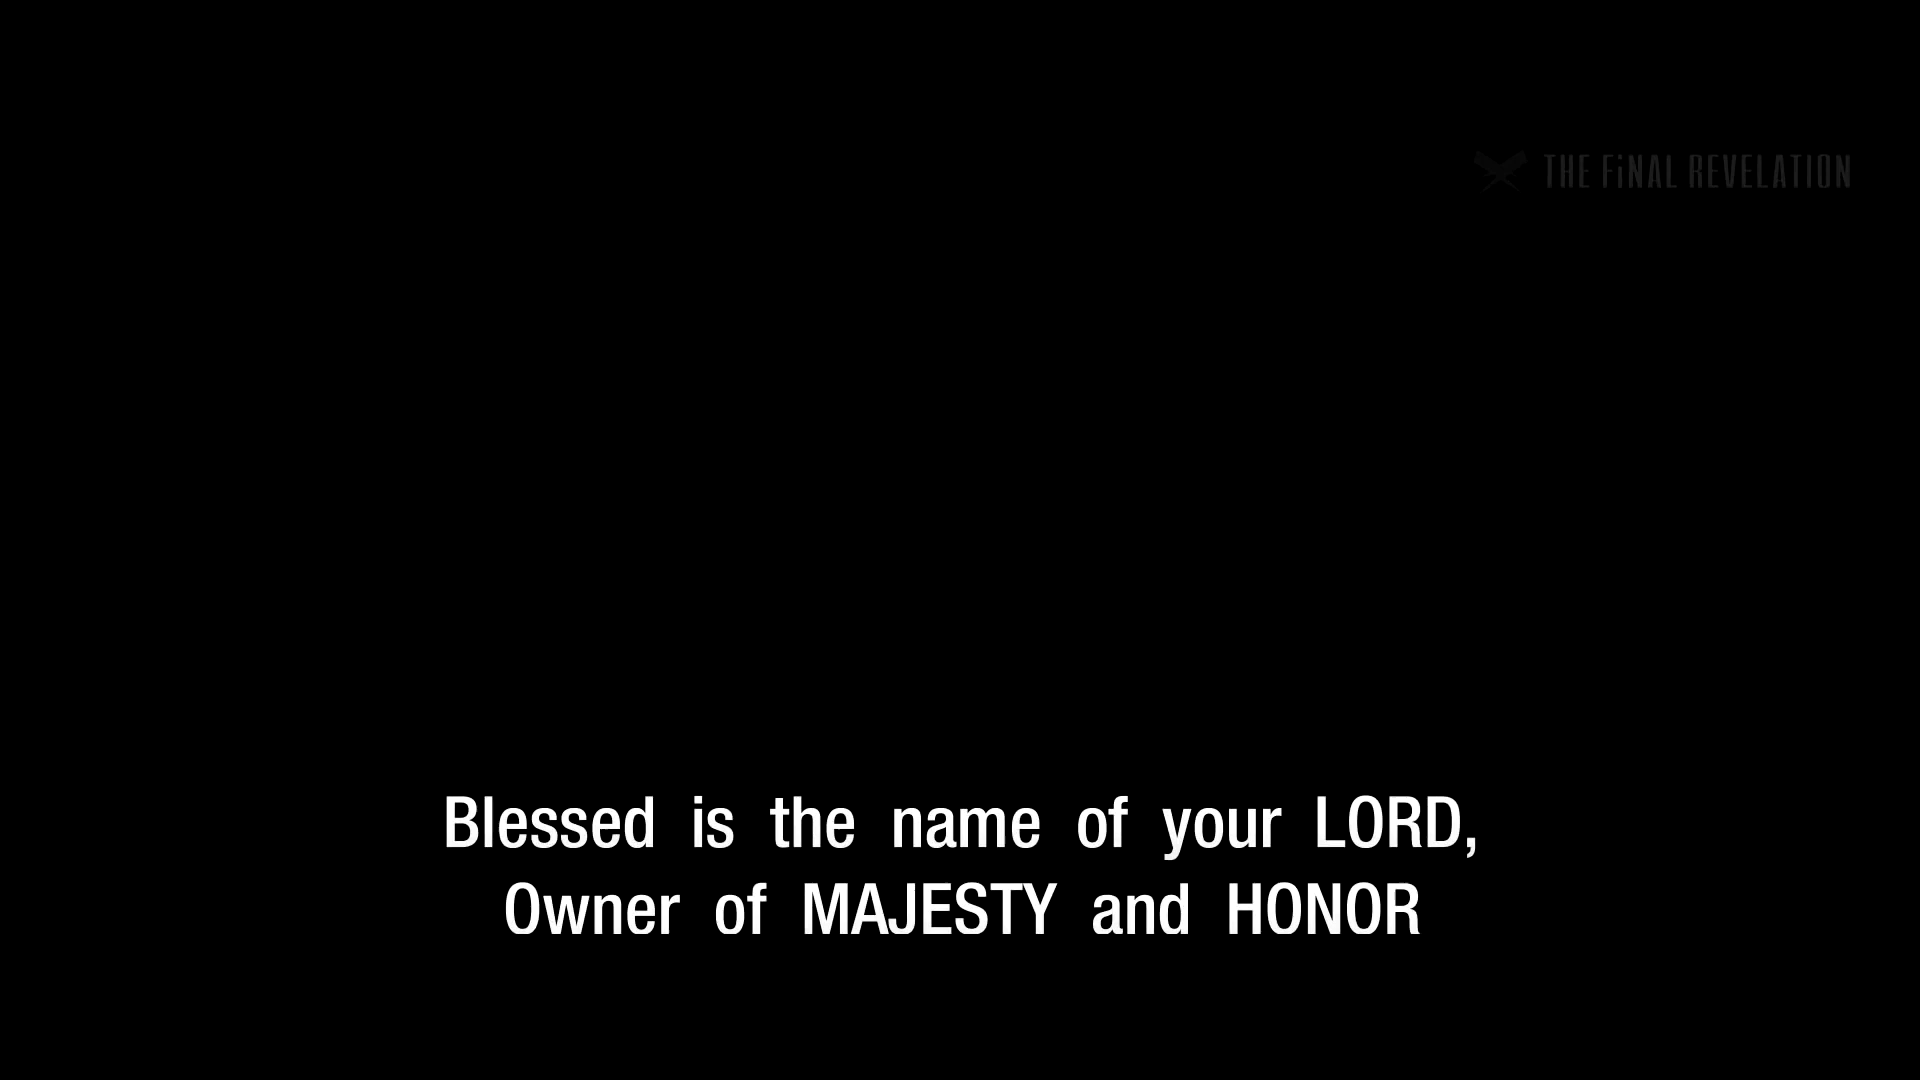 THE FiNAL REVELATION
Blessed is the name of your LORD,
Owner of MAJESTY and HONOR